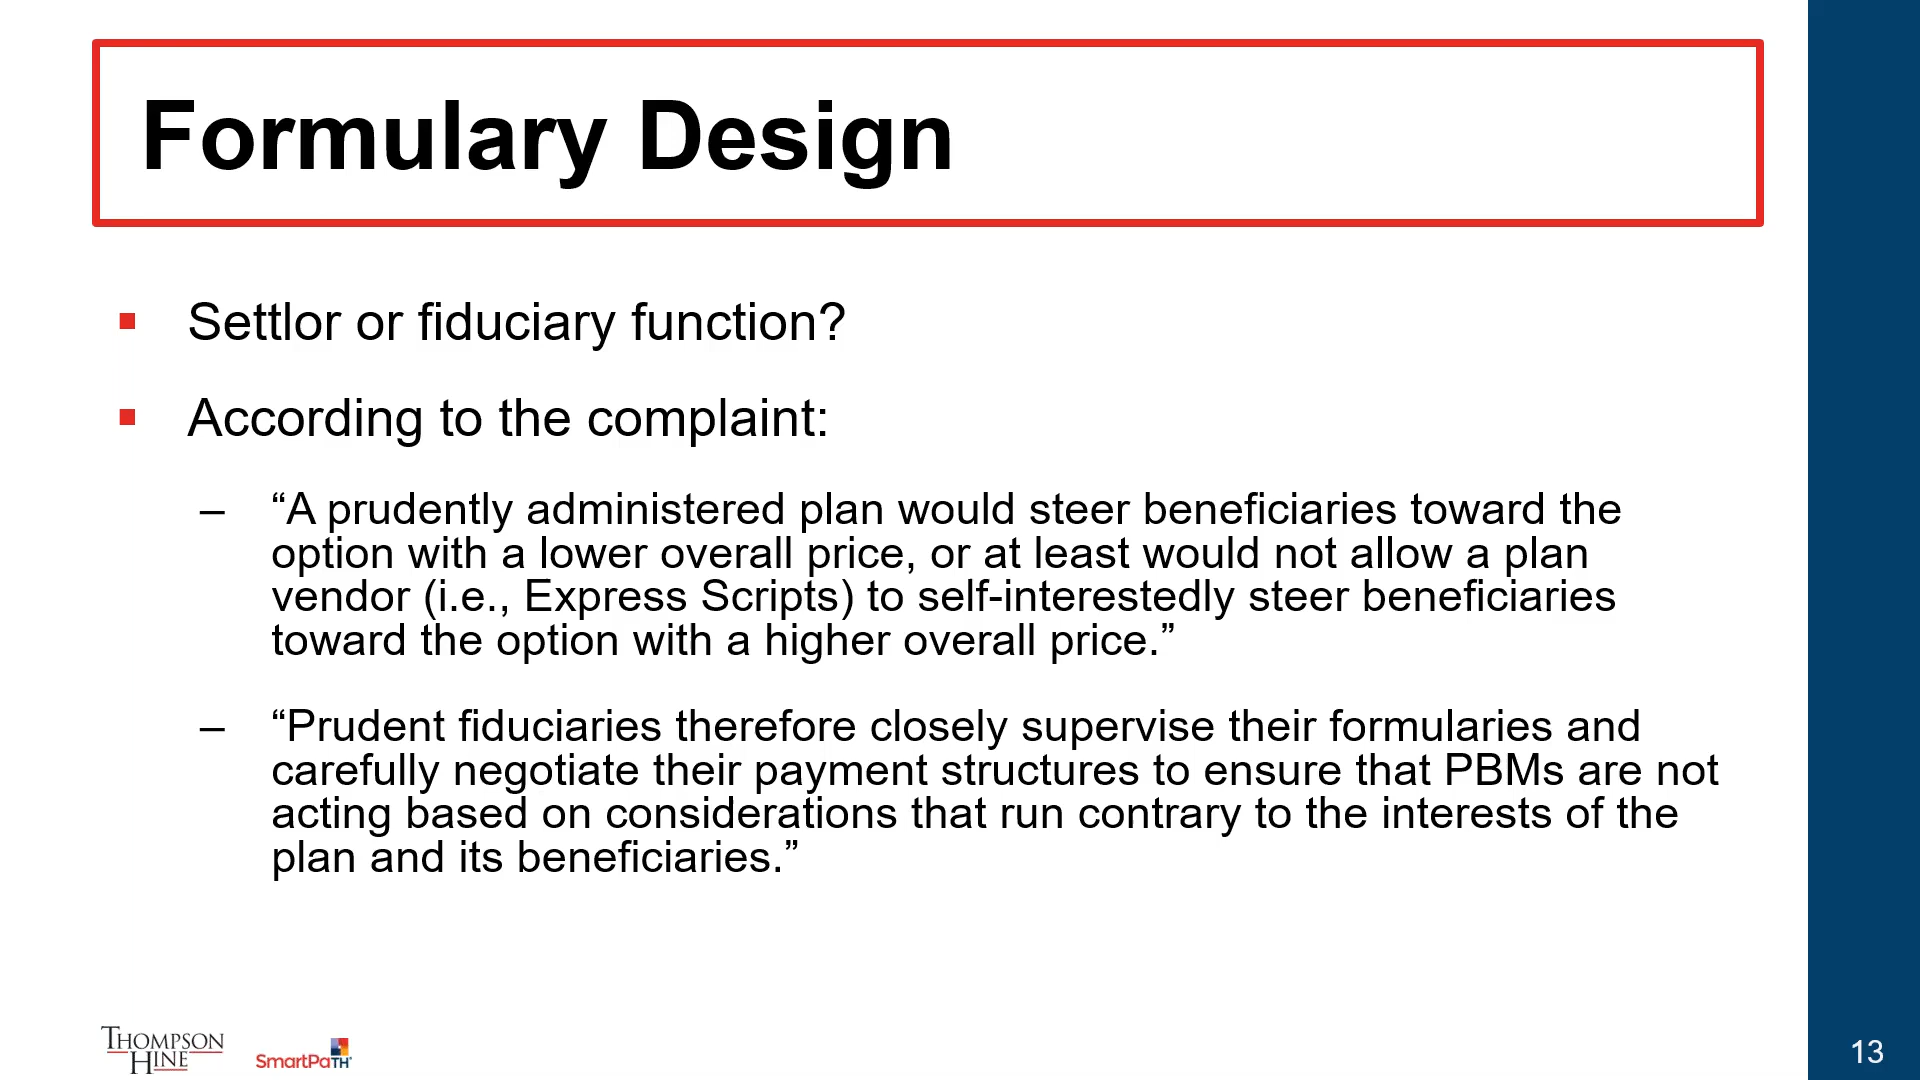 Formulary Design
▪ Settlor or fiduciary function?
▪ According to the complaint:
– “A prudently administered plan would steer beneficiaries toward the
option with a lower overall price, or at least would not allow a plan
vendor (i.e., Express Scripts) to self-interestedly steer beneficiaries
toward the option with a higher overall price.”
– “Prudent fiduciaries therefore closely supervise their formularies and
carefully negotiate their payment structures to ensure that PBMs are not
acting based on considerations that run contrary to the interests of the
plan and its beneficiaries.”
THOMPSON
HINE
SmartPaTH
13